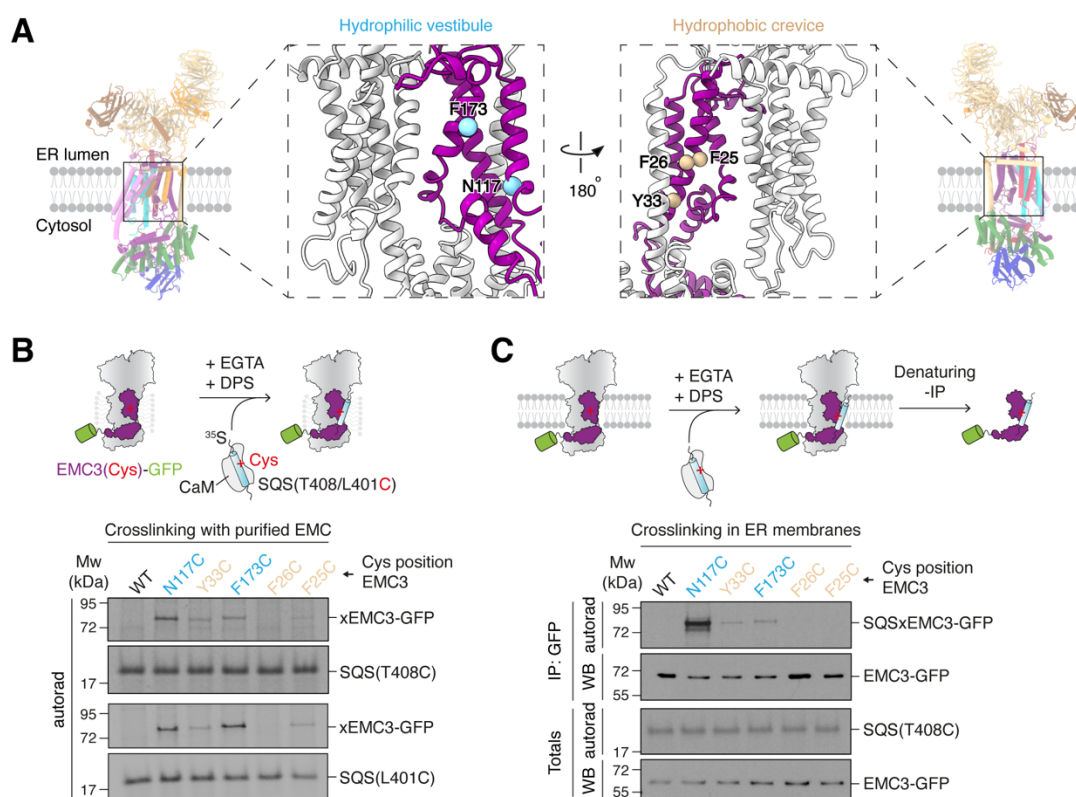 A
Hydrophilic vestibule
Hydrophobic crevice
ER lumen
Cytosol
F173
N117
180°
F26
F25
Y33
B
+ EGTA
+ DPS
35S
Cys
EMC3(Cys)-GFP
CaM
SQS(T408/L401C)
Crosslinking with purified EMC
Mw
(kDa)
WT
N117C
Y33C
F173C
F26C
F25C
Cys position
EMC3
autorad
95
72
xEMC3-GFP
17
SQS(T408C)
95
72
xEMC3-GFP
17
SQS(L401C)
C
+ EGTA
+ DPS
Denaturing
-IP
Crosslinking in ER membranes
Mw
(kDa)
WT
N117C
Y33C
F173C
F26C
F25C
Cys position
EMC3
IP: GFP
autorad
95
72
SQSxEMC3-GFP
WB
72
55
EMC3-GFP
Totals
autorad
17
SQS(T408C)
WB
72
55
EMC3-GFP